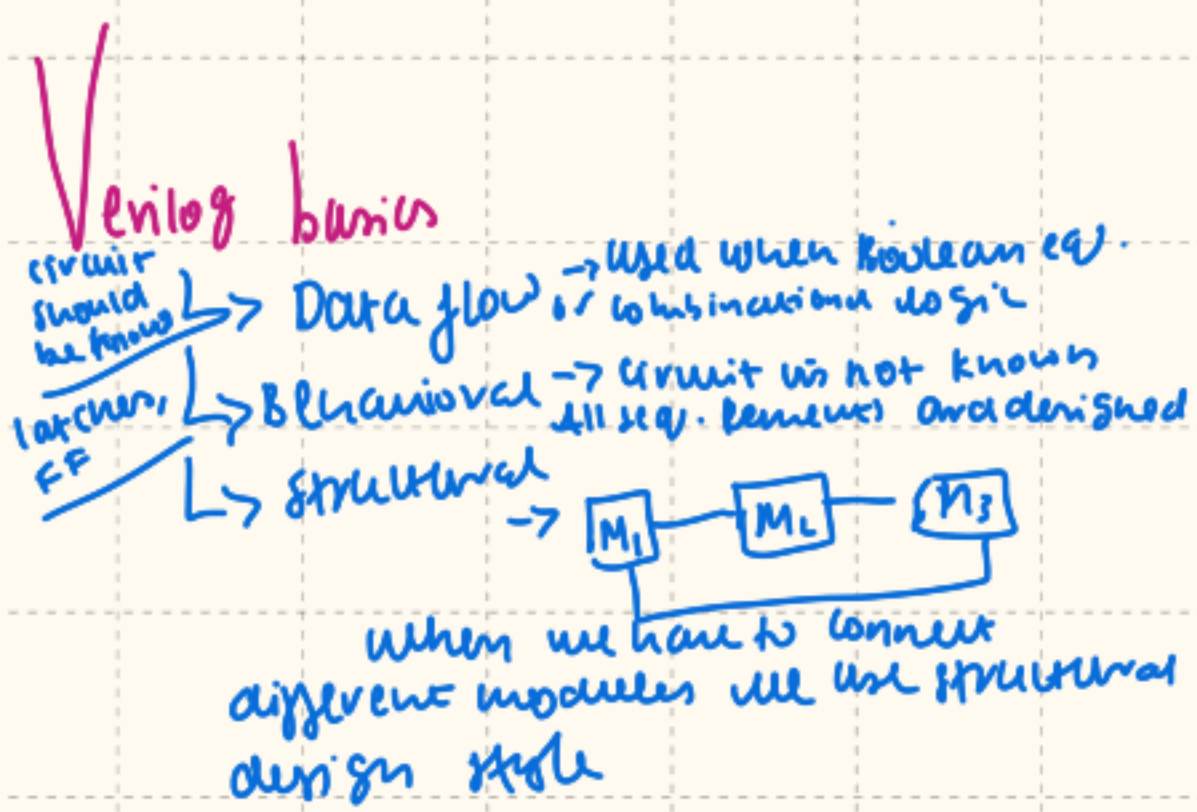 Verilog basics
circuit
should
be known
Data flow
→ used when Boolean eq.
or combinational logic
latches,
FF
Behavioral
→ circuit is not known
All seq. and designed
structural
→ M1 M2 M3
when we have to connect
different modules we use structural
design style